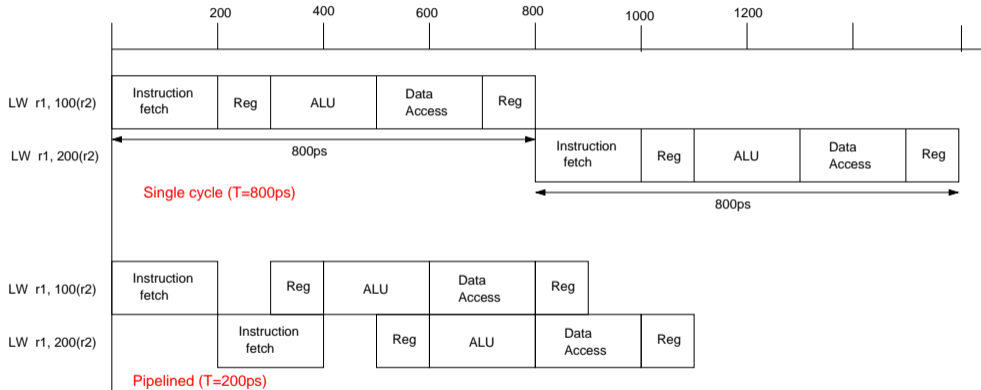 200 400 600 800 1000 1200
LW r1, 100(r2) Instruction fetch Reg ALU Data Access Reg
800ps
LW r1, 200(r2) Instruction fetch Reg ALU Data Access Reg
Single cycle (T=800ps)
800ps
LW r1, 100(r2) Instruction fetch Reg ALU Data Access Reg
LW r1, 200(r2) Instruction fetch Reg ALU Data Access Reg
Pipelined (T=200ps)